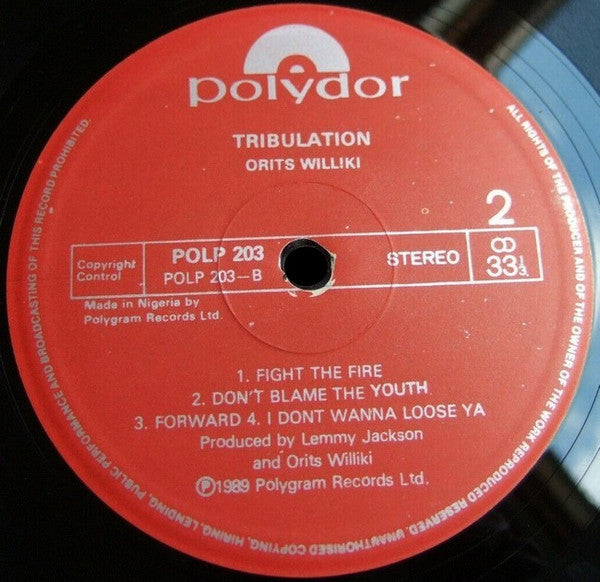 polydor
TRIBULATION
ORITS WILLIKI
2
Copyright
Control
POLP 203
POLP 203-B
STEREO
33⅓
Made in Nigeria by
Polygram Records Ltd.
1. FIGHT THE FIRE
2. DON'T BLAME THE YOUTH
3. FORWARD 4. I DONT WANNA LOOSE YA
Produced by Lemmy Jackson
and Orits Williki
Ⓟ1989 Polygram Records Ltd.
ALL RIGHTS OF THE PRODUCER AND OF THE OWNER OF THE WORK REPRODUCED RESERVED. UNAUTHORISED COPYING, HIRING, LENDING, PUBLIC PERFORMANCE AND BROADCASTING OF THIS RECORD PROHIBITED.